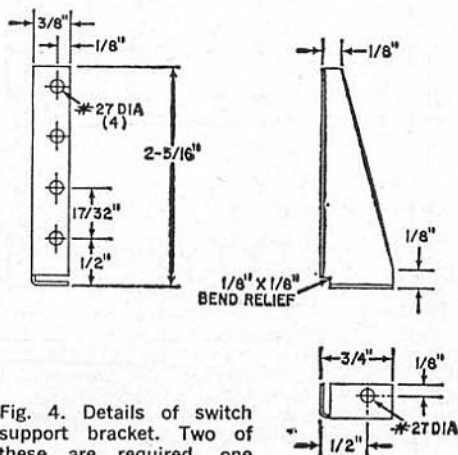 3/8"
1/8"
1/8"
#27 DIA
(4)
2-5/16"
17/32"
1/2"
1/8"
1/8" X 1/8"
BEND RELIEF
3/4"
1/8"
#27 DIA
1/2"
Fig. 4. Details of switch
support bracket. Two of
these are required, one